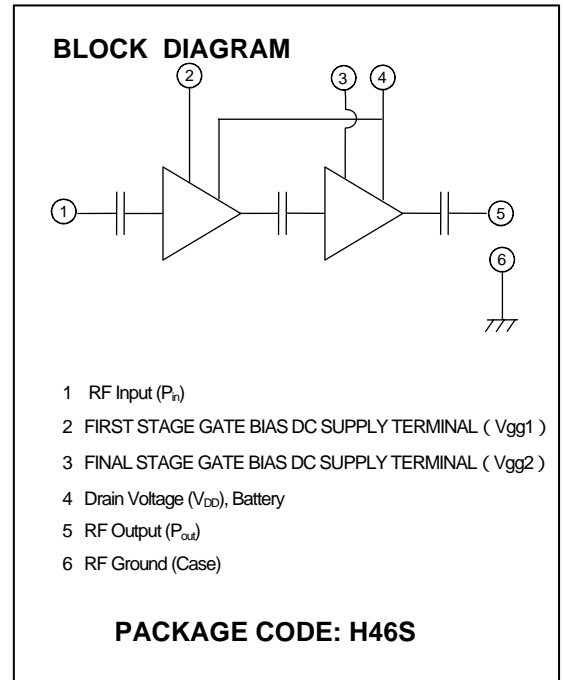 BLOCK DIAGRAM
2
3
4
1
5
6
1 RF Input (Pin)
2 FIRST STAGE GATE BIAS DC SUPPLY TERMINAL ( Vgg1 )
3 FINAL STAGE GATE BIAS DC SUPPLY TERMINAL ( Vgg2 )
4 Drain Voltage (VDD), Battery
5 RF Output (Pout)
6 RF Ground (Case)
PACKAGE CODE: H46S